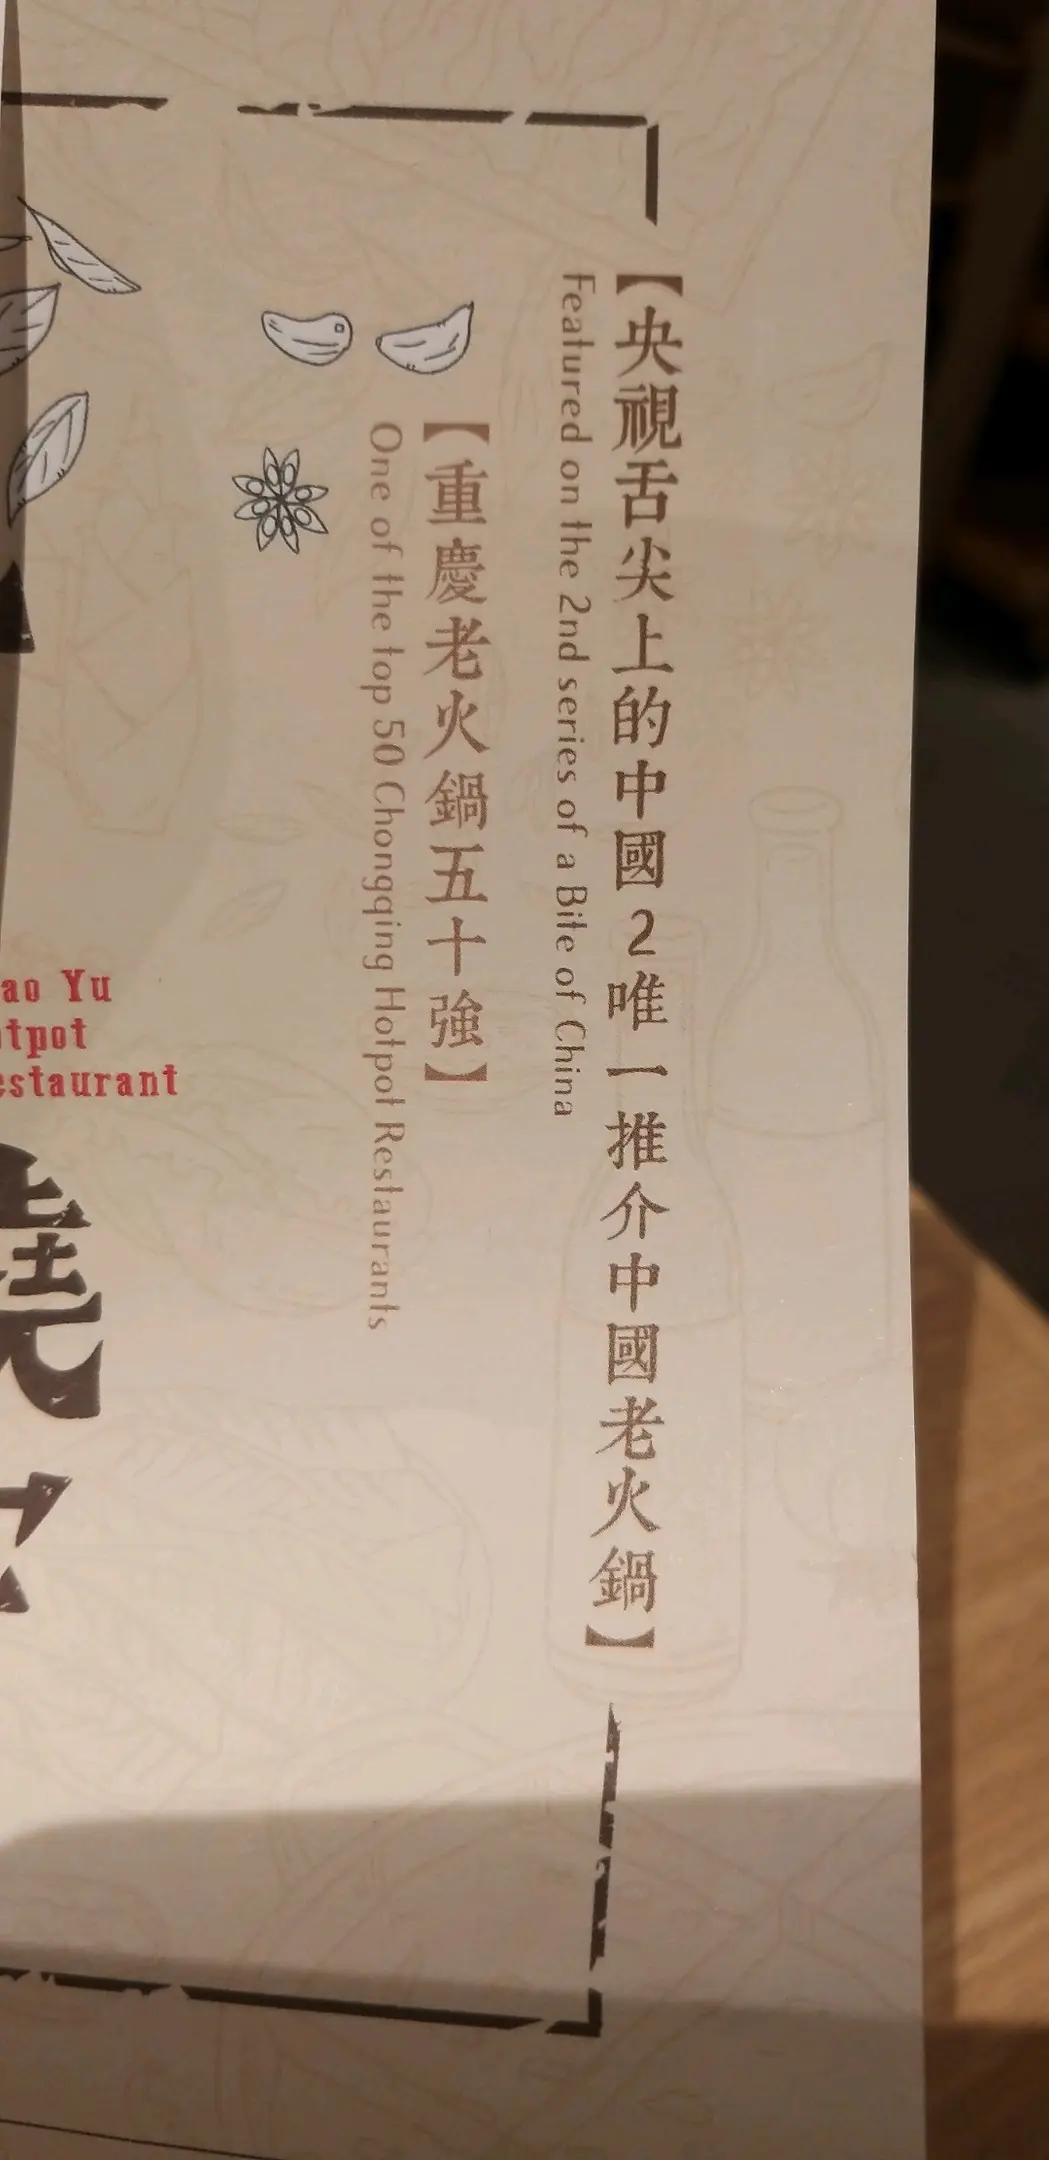 【央視舌尖上的中國2唯一推介中國老火鍋】
Featured on the 2nd series of a Bite of China
【重慶老火鍋五十強】
One of the top 50 Chongqing Hotpot Restaurants
ao Yu
tpot
estaurant